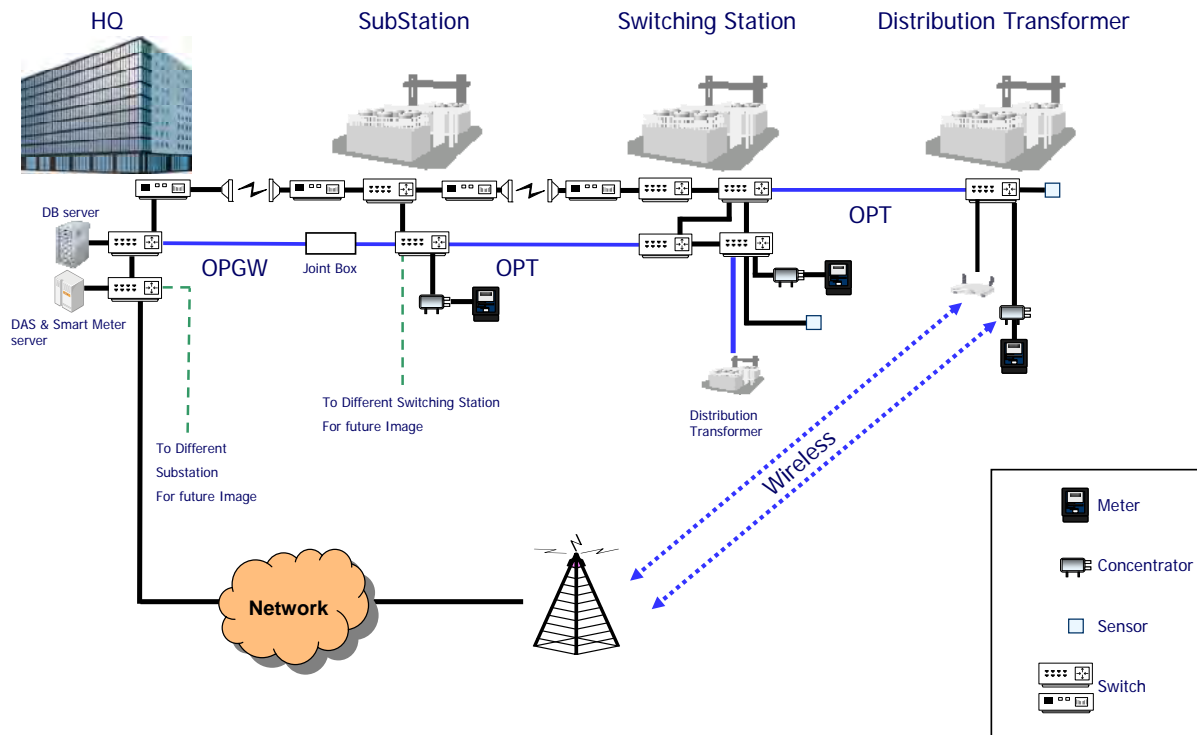 HQ
SubStation
Switching Station
Distribution Transformer
DB server
OPGW
Joint Box
OPT
OPT
DAS & Smart Meter
server
To Different Switching Station
For future Image
Distribution
Transformer
To Different
Substation
For future Image
Wireless
Network
N
Meter
Concentrator
Sensor
Switch